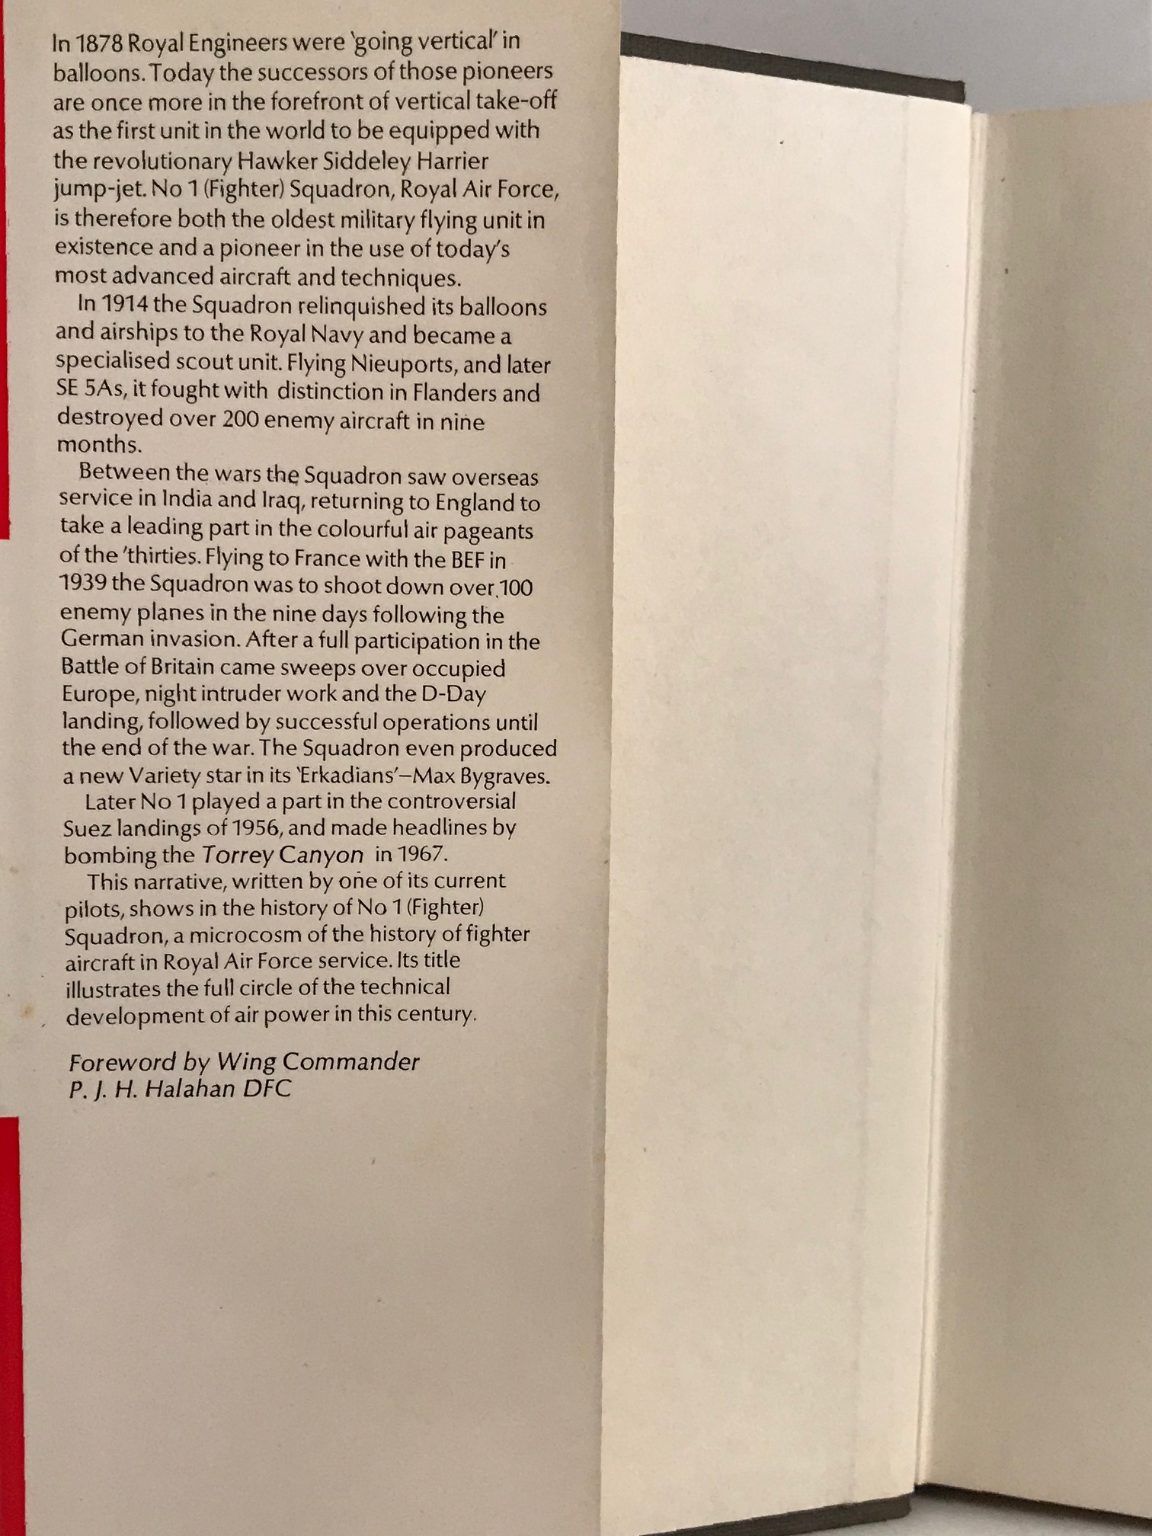 In 1878 Royal Engineers were 'going vertical' in
balloons. Today the successors of those pioneers
are once more in the forefront of vertical take-off
as the first unit in the world to be equipped with
the revolutionary Hawker Siddeley Harrier
jump-jet. No 1 (Fighter) Squadron, Royal Air Force,
is therefore both the oldest military flying unit in
existence and a pioneer in the use of today's
most advanced aircraft and techniques.
In 1914 the Squadron relinquished its balloons
and airships to the Royal Navy and became a
specialised scout unit. Flying Nieuports, and later
SE 5As, it fought with distinction in Flanders and
destroyed over 200 enemy aircraft in nine
months.
Between the wars the Squadron saw overseas
service in India and Iraq, returning to England to
take a leading part in the colourful air pageants
of the 'thirties. Flying to France with the BEF in
1939 the Squadron was to shoot down over 100
enemy planes in the nine days following the
German invasion. After a full participation in the
Battle of Britain came sweeps over occupied
Europe, night intruder work and the D-Day
landing, followed by successful operations until
the end of the war. The Squadron even produced
a new Variety star in its 'Erkadians'—Max Bygraves.
Later No 1 played a part in the controversial
Suez landings of 1956, and made headlines by
bombing the Torrey Canyon in 1967.
This narrative, written by one of its current
pilots, shows in the history of No 1 (Fighter)
Squadron, a microcosm of the history of fighter
aircraft in Royal Air Force service. Its title
illustrates the full circle of the technical
development of air power in this century.
Foreword by Wing Commander
P. J. H. Halahan DFC